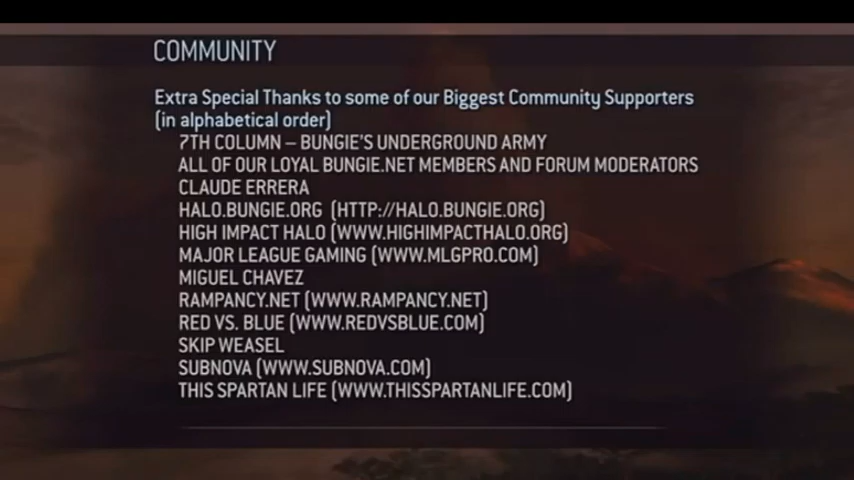 COMMUNITY
Extra Special Thanks to some of our Biggest Community Supporters
(in alphabetical order)
7TH COLUMN – BUNGIE'S UNDERGROUND ARMY
ALL OF OUR LOYAL BUNGIE.NET MEMBERS AND FORUM MODERATORS
CLAUDE ERRERA
HALO.BUNGIE.ORG (HTTP://HALO.BUNGIE.ORG)
HIGH IMPACT HALO (WWW.HIGHIMPACTHALO.ORG)
MAJOR LEAGUE GAMING (WWW.MLGPRO.COM)
MIGUEL CHAVEZ
RAMPANCY.NET (WWW.RAMPANCY.NET)
RED VS. BLUE (WWW.REDVSBLUE.COM)
SKIP WEASEL
SUBNOVA (WWW.SUBNOVA.COM)
THIS SPARTAN LIFE (WWW.THISSPARTANLIFE.COM)